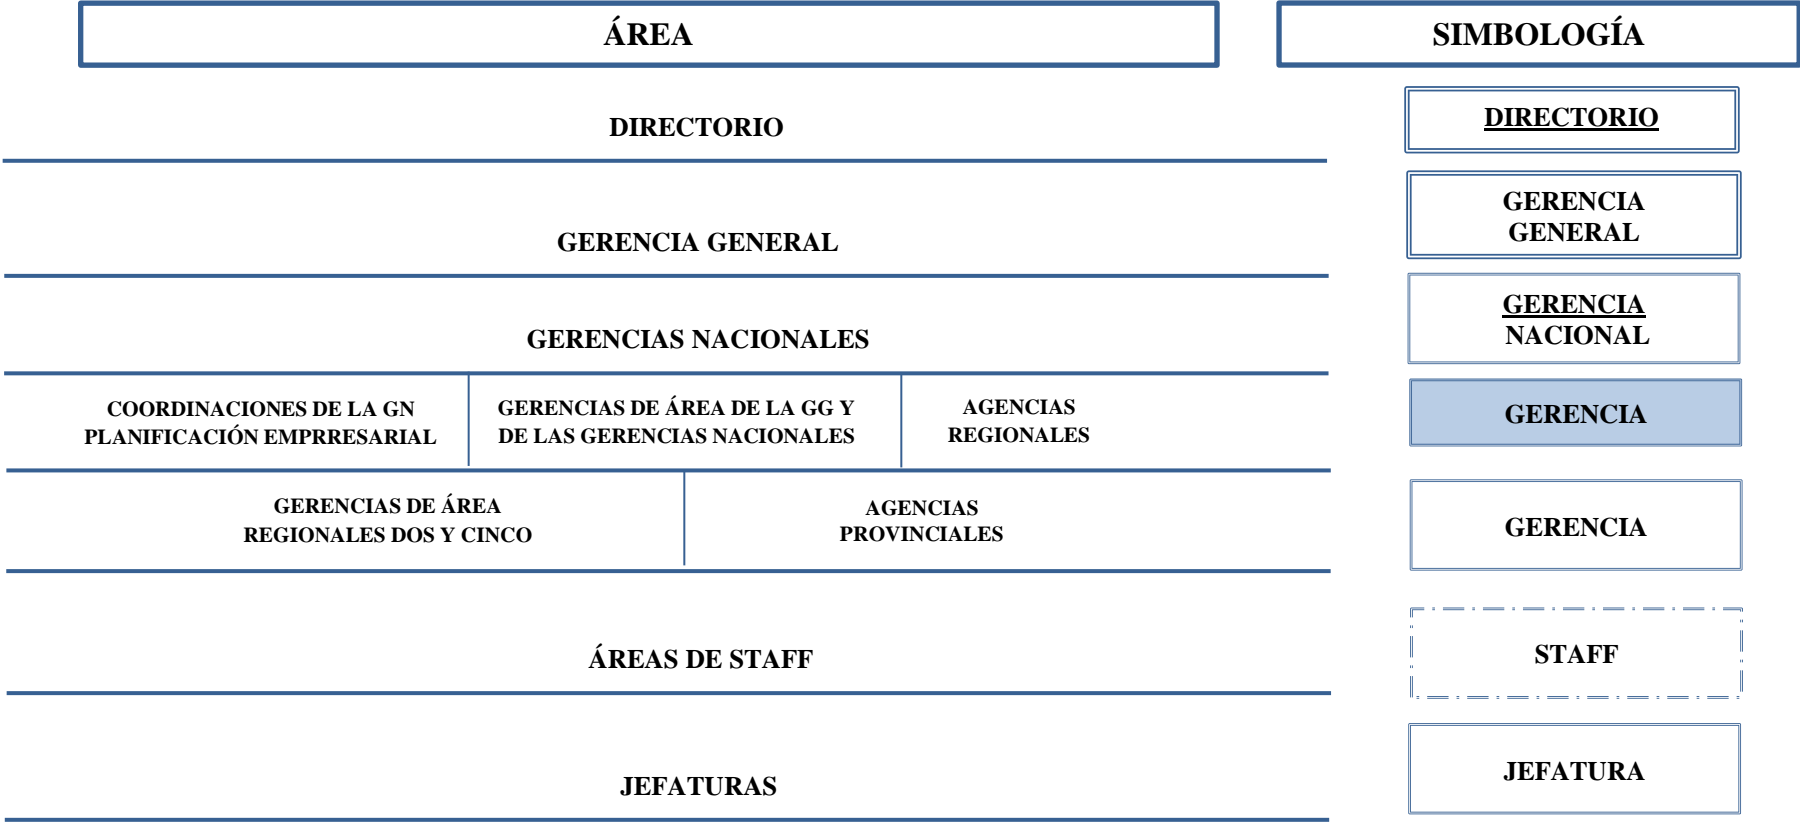 ÁREA
SIMBOLOGÍA
DIRECTORIO
DIRECTORIO
GERENCIA GENERAL
GERENCIA
GENERAL
GERENCIAS NACIONALES
GERENCIA
NACIONAL
COORDINACIONES DE LA GN
PLANIFICACIÓN EMPRRESARIAL
GERENCIAS DE ÁREA DE LA GG Y
DE LAS GERENCIAS NACIONALES
AGENCIAS
REGIONALES
GERENCIA
GERENCIAS DE ÁREA
REGIONALES DOS Y CINCO
AGENCIAS
PROVINCIALES
GERENCIA
ÁREAS DE STAFF
STAFF
JEFATURAS
JEFATURA